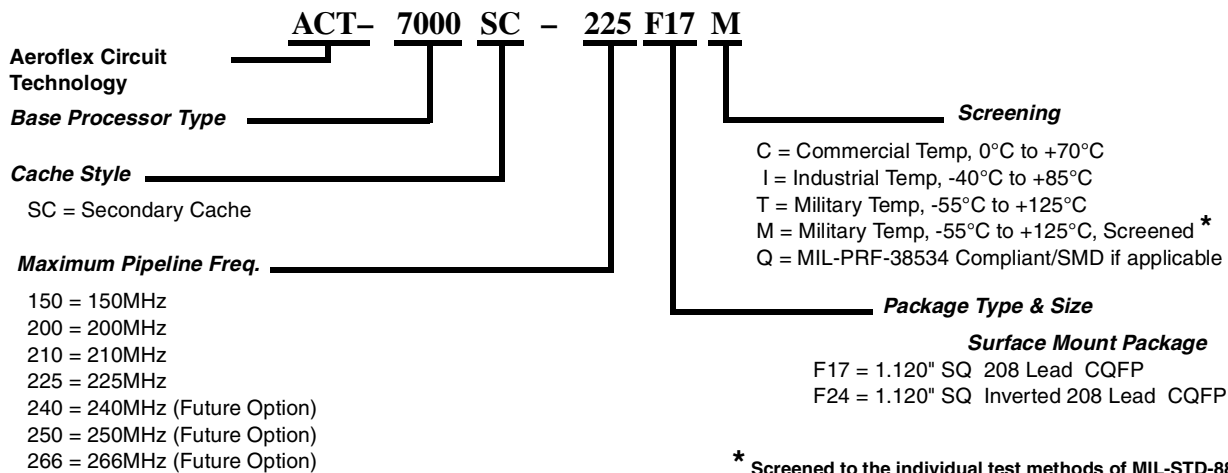 ACT– 7000 SC – 225 F17 M
Aeroflex Circuit
Technology
Base Processor Type
Cache Style
SC = Secondary Cache
Maximum Pipeline Freq.
150 = 150MHz
200 = 200MHz
210 = 210MHz
225 = 225MHz
240 = 240MHz (Future Option)
250 = 250MHz (Future Option)
266 = 266MHz (Future Option)
Screening
C = Commercial Temp, 0°C to +70°C
I = Industrial Temp, -40°C to +85°C
T = Military Temp, -55°C to +125°C
M = Military Temp, -55°C to +125°C, Screened *
Q = MIL-PRF-38534 Compliant/SMD if applicable
Package Type & Size
Surface Mount Package
F17 = 1.120" SQ 208 Lead CQFP
F24 = 1.120" SQ Inverted 208 Lead CQFP
* Screened to the individual test methods of